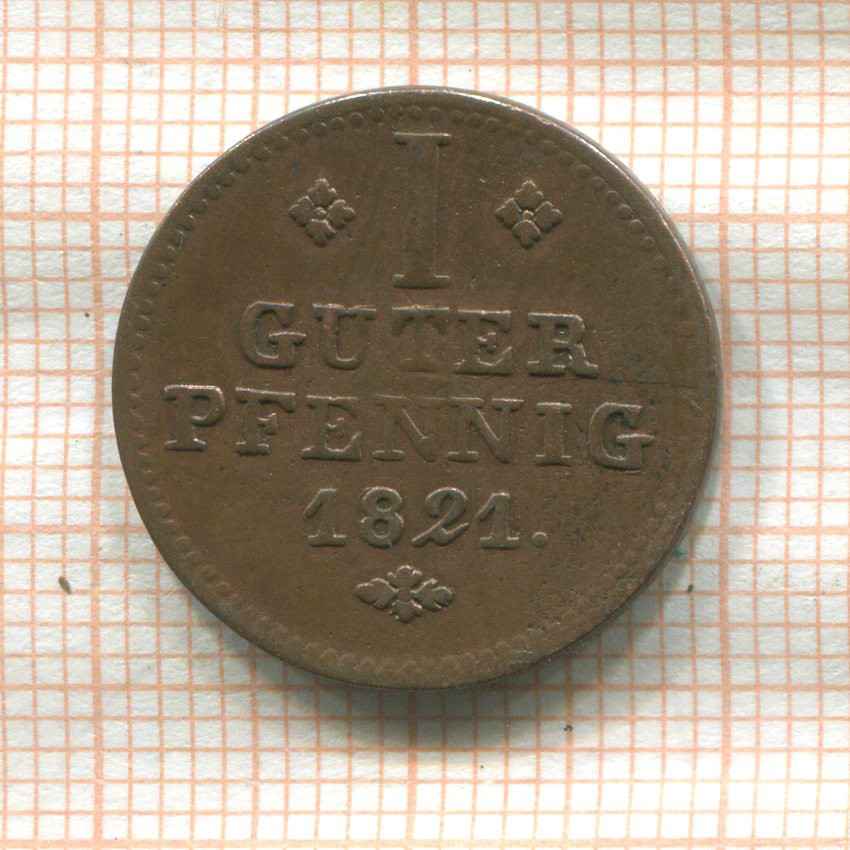 I
GUTER
PFENNIG
1821.